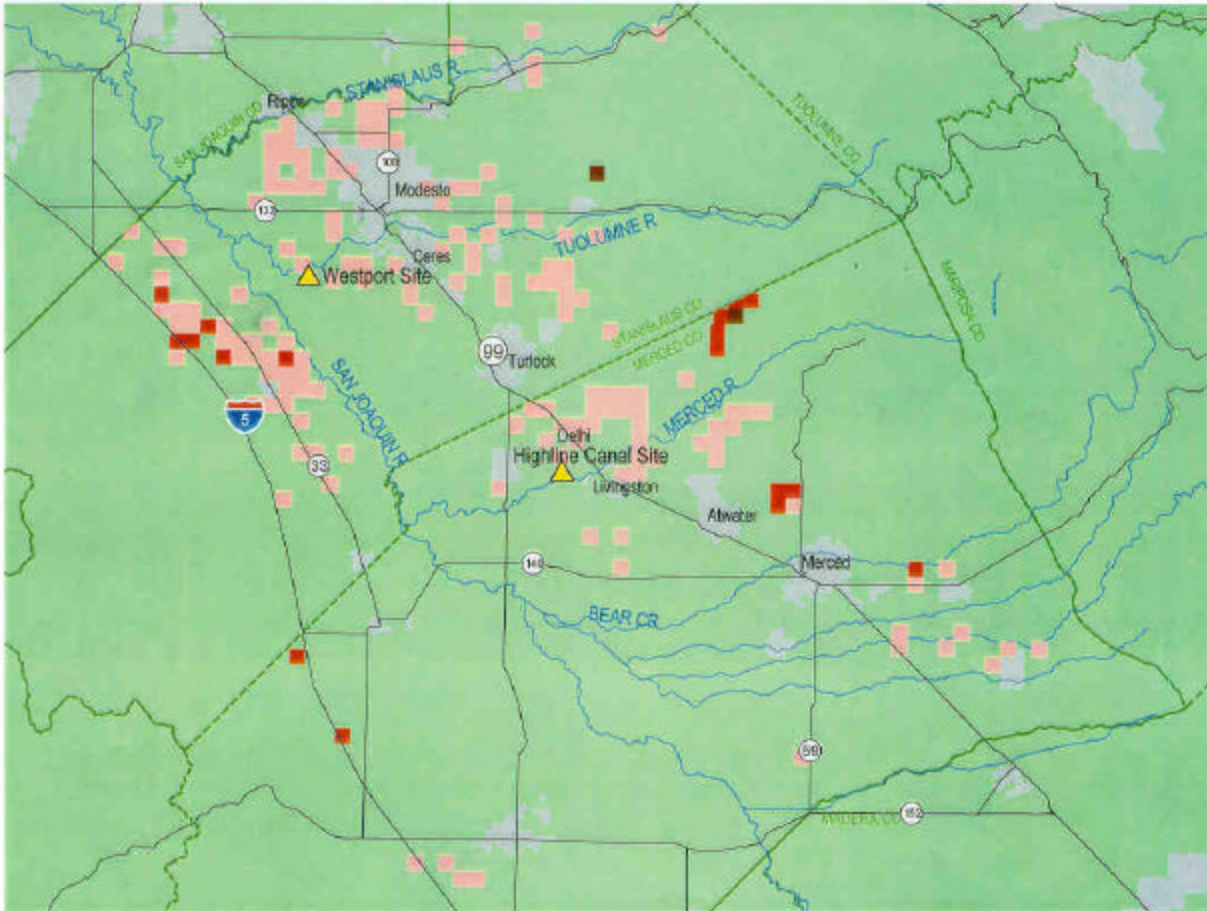 STANISLAUS R
Ripon
SAN JOAQUIN CO
TUOLUMNE CO
108
Modesto
132
TUOLUMNE R
Ceres
Westport Site
MARIPOSA CO
STANISLAUS CO
MERCED CO
99
Turlock
SAN JOAQUIN R
5
MERCED R
Delhi
Highline Canal Site
33
Livingston
Atwater
140
Merced
BEAR CR
59
MADERA CO
152